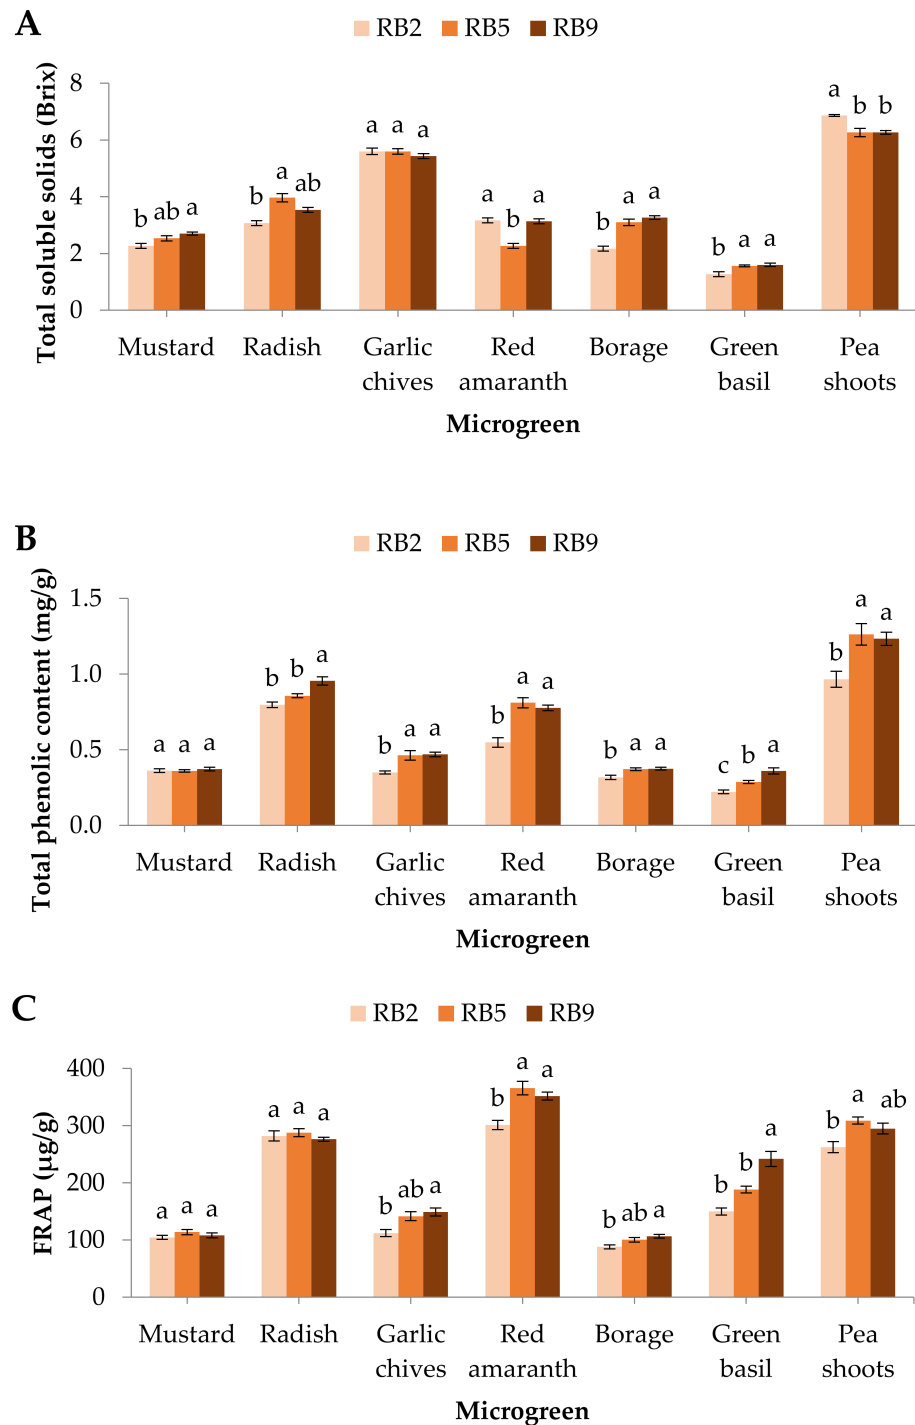 A
RB2 RB5 RB9
Total soluble solids (Brix)
8
6
4
2
0
b ab a
b a ab
a a a
a b a
b a a
b a a
a b b
Mustard Radish Garlic chives Red amaranth Borage Green basil Pea shoots
Microgreen
B
RB2 RB5 RB9
Total phenolic content (mg/g)
1.5
1.0
0.5
0.0
a a a
b b a
b a a
b a a
b a a
c b a
b a a
Mustard Radish Garlic chives Red amaranth Borage Green basil Pea shoots
Microgreen
C
RB2 RB5 RB9
FRAP (µg/g)
400
300
200
100
0
a a a
a a a
b ab a
b a a
b ab a
b b a
b a ab
Mustard Radish Garlic chives Red amaranth Borage Green basil Pea shoots
Microgreen